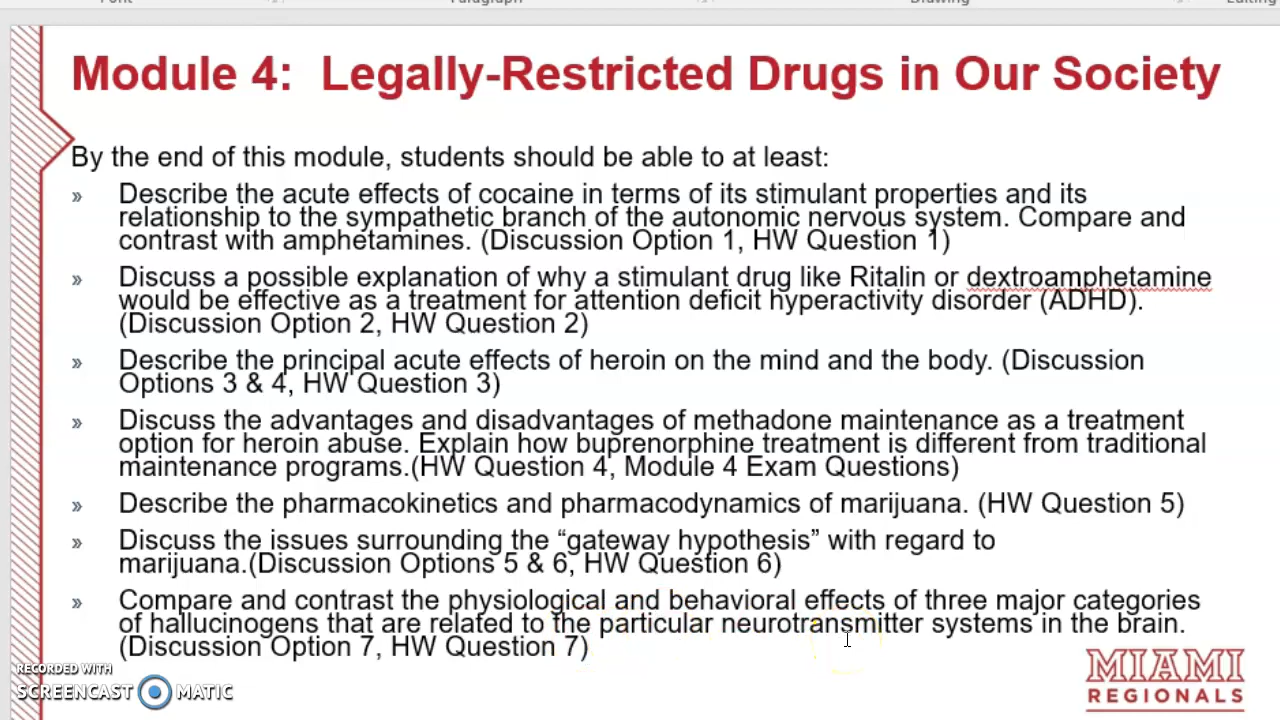 Font Paragraph Drawing Editing
Module 4: Legally-Restricted Drugs in Our Society
By the end of this module, students should be able to at least:
» Describe the acute effects of cocaine in terms of its stimulant properties and its
relationship to the sympathetic branch of the autonomic nervous system. Compare and
contrast with amphetamines. (Discussion Option 1, HW Question 1)
» Discuss a possible explanation of why a stimulant drug like Ritalin or dextroamphetamine
would be effective as a treatment for attention deficit hyperactivity disorder (ADHD).
(Discussion Option 2, HW Question 2)
» Describe the principal acute effects of heroin on the mind and the body. (Discussion
Options 3 & 4, HW Question 3)
» Discuss the advantages and disadvantages of methadone maintenance as a treatment
option for heroin abuse. Explain how buprenorphine treatment is different from traditional
maintenance programs.(HW Question 4, Module 4 Exam Questions)
» Describe the pharmacokinetics and pharmacodynamics of marijuana. (HW Question 5)
» Discuss the issues surrounding the “gateway hypothesis” with regard to
marijuana.(Discussion Options 5 & 6, HW Question 6)
» Compare and contrast the physiological and behavioral effects of three major categories
of hallucinogens that are related to the particular neurotransmitter systems in the brain.
(Discussion Option 7, HW Question 7)
RECORDED WITH
SCREENCAST MATIC
MIAMI
REGIONALS